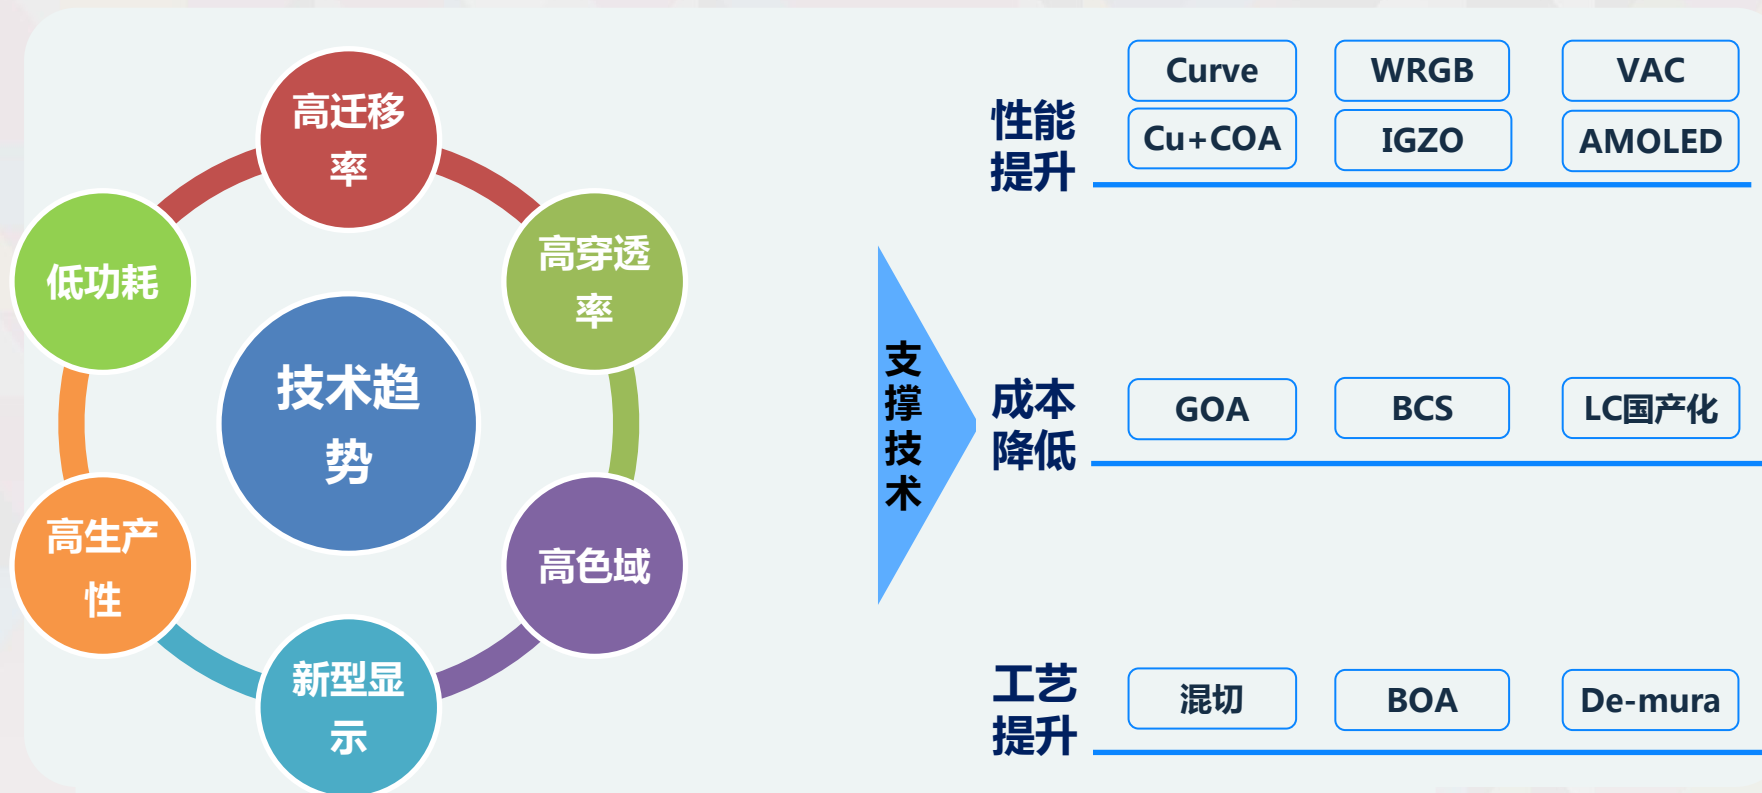 高迁移
率
高穿透
率
高色域
新型显
示
高生产
性
低功耗
技术趋
势
支
撑
技
术
性能
提升
Curve
WRGB
VAC
Cu+COA
IGZO
AMOLED
成本
降低
GOA
BCS
LC国产化
工艺
提升
混切
BOA
De-mura